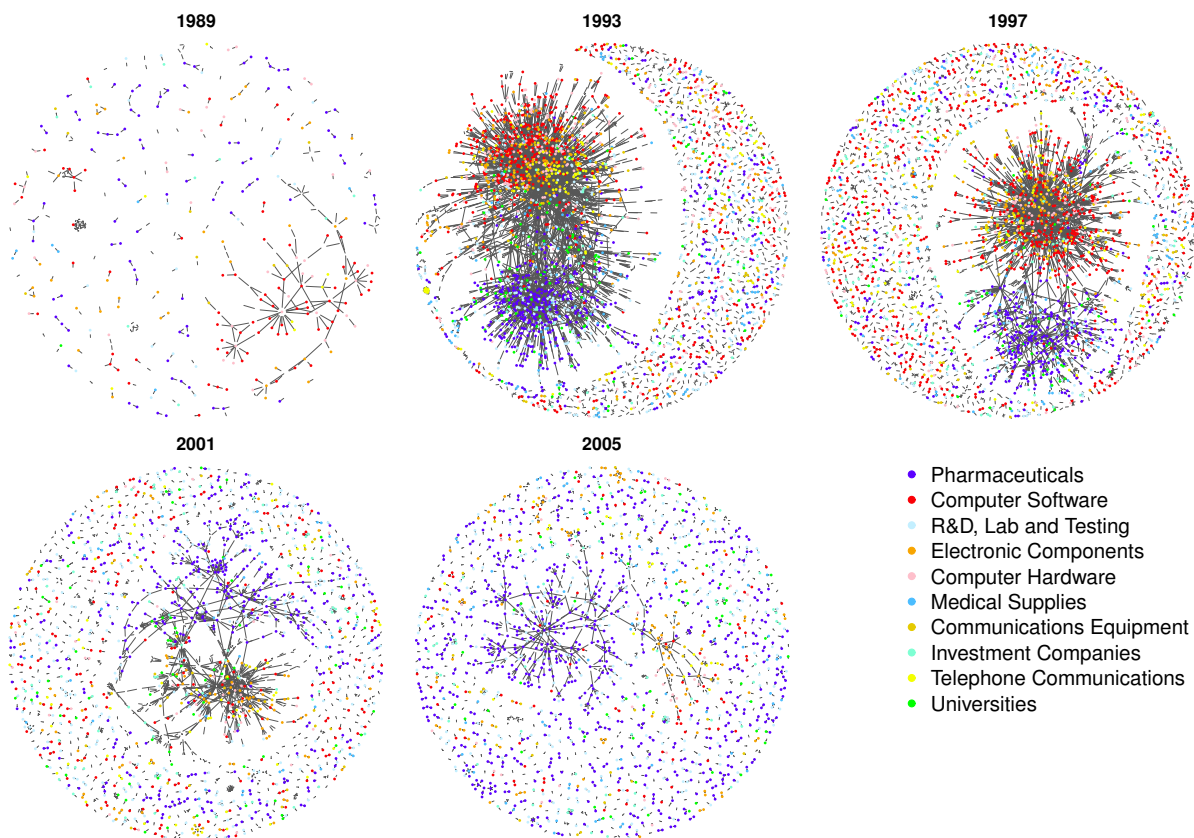 1989
1993
1997
2001
2005
Pharmaceuticals
Computer Software
R&D, Lab and Testing
Electronic Components
Computer Hardware
Medical Supplies
Communications Equipment
Investment Companies
Telephone Communications
Universities